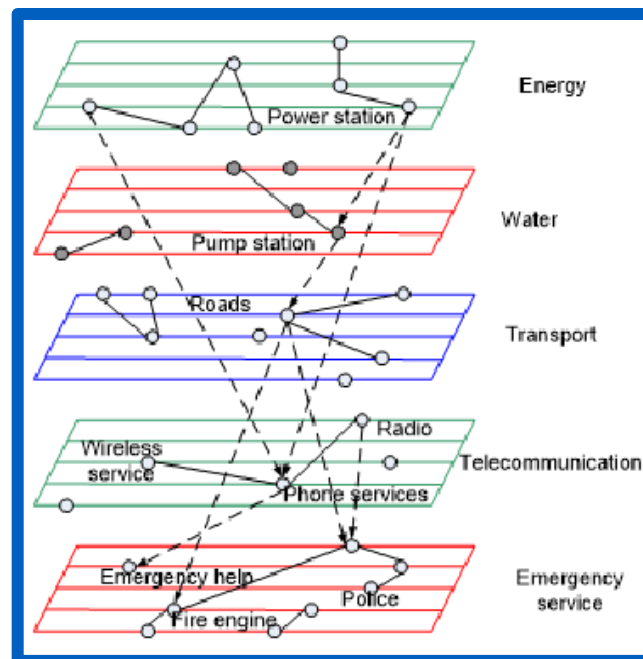 Energy
Power station
Water
Pump station
Roads
Transport
Radio
Wireless
service
Telecommunication
Phone services
Emergency help
Emergency
service
Police
Fire engine